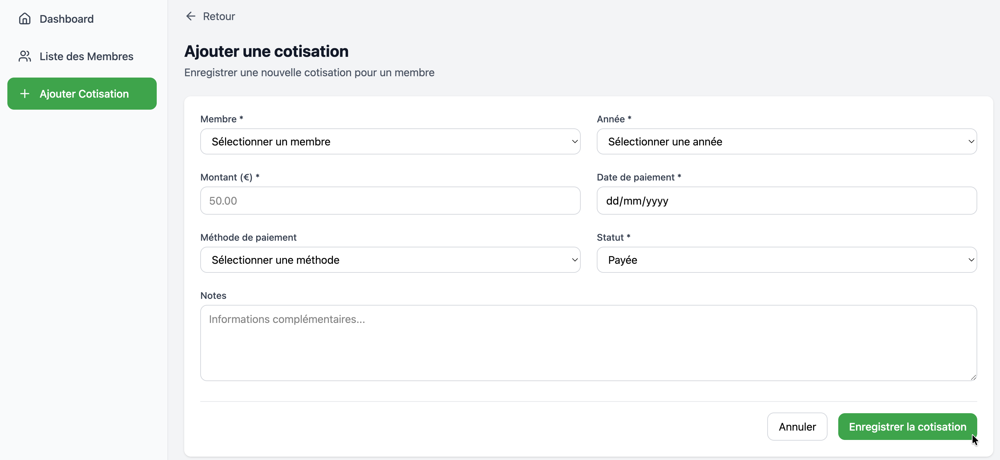 Dashboard
Liste des Membres
Ajouter Cotisation
Retour
Ajouter une cotisation
Enregistrer une nouvelle cotisation pour un membre
Membre *
Sélectionner un membre
Année *
Sélectionner une année
Montant (€) *
50.00
Date de paiement *
dd/mm/yyyy
Méthode de paiement
Sélectionner une méthode
Statut *
Payée
Notes
Informations complémentaires...
Annuler
Enregistrer la cotisation